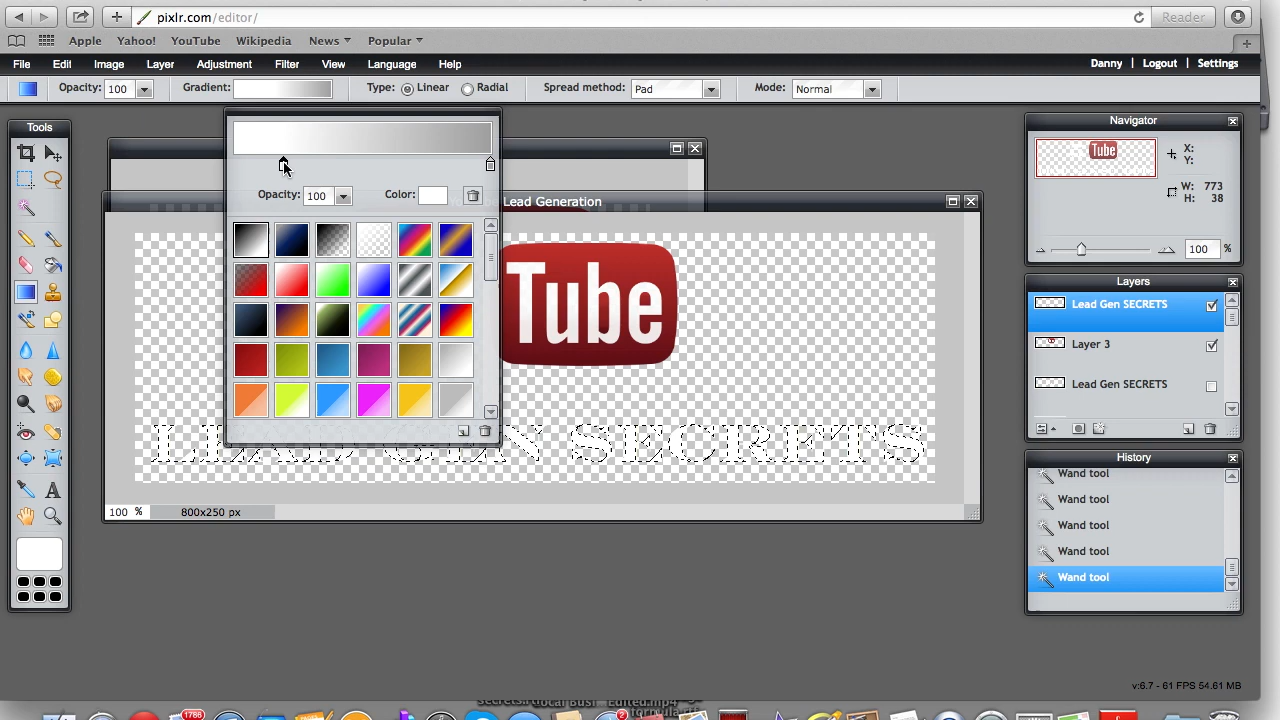 pixlr.com/editor/
Reader
Apple Yahoo! YouTube Wikipedia News Popular
File Edit Image Layer Adjustment Filter View Language Help
Danny Logout Settings
Opacity: 100 Gradient: Type: Linear Radial Spread method: Pad Mode: Normal
Tools
Navigator
Tube
X:
Y:
W: 773
H: 38
100 %
Lead Generation
Opacity: 100 Color:
Tube
Layers
Lead Gen SECRETS
Layer 3
Lead Gen SECRETS
LEAD GEN SECRETS
History
Wand tool
Wand tool
Wand tool
Wand tool
Wand tool
100 % 800x250 px
v:6.7 - 61 FPS 54.61 MB
1786
2